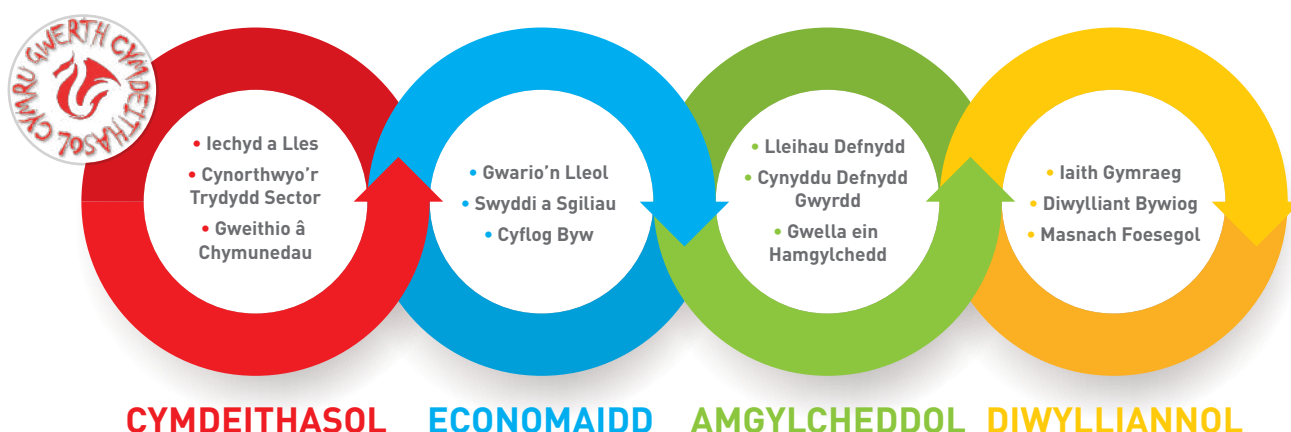 GWERTH CYMDEITHASOL CYMRU
• Iechyd a Lles
• Cynorthwyo'r
Trydydd Sector
• Gweithio â
Chymunedau
• Gwario'n Lleol
• Swyddi a Sgiliau
• Cyflog Byw
• Lleihau Defnydd
• Cynyddu Defnydd
Gwyrdd
• Gwella ein
Hamgylchedd
• Iaith Gymraeg
• Diwylliant Bywiog
• Masnach Foesegol
CYMDEITHASOL
ECONOMAIDD
AMGYLCHEDDOL
DIWYLLIANNOL